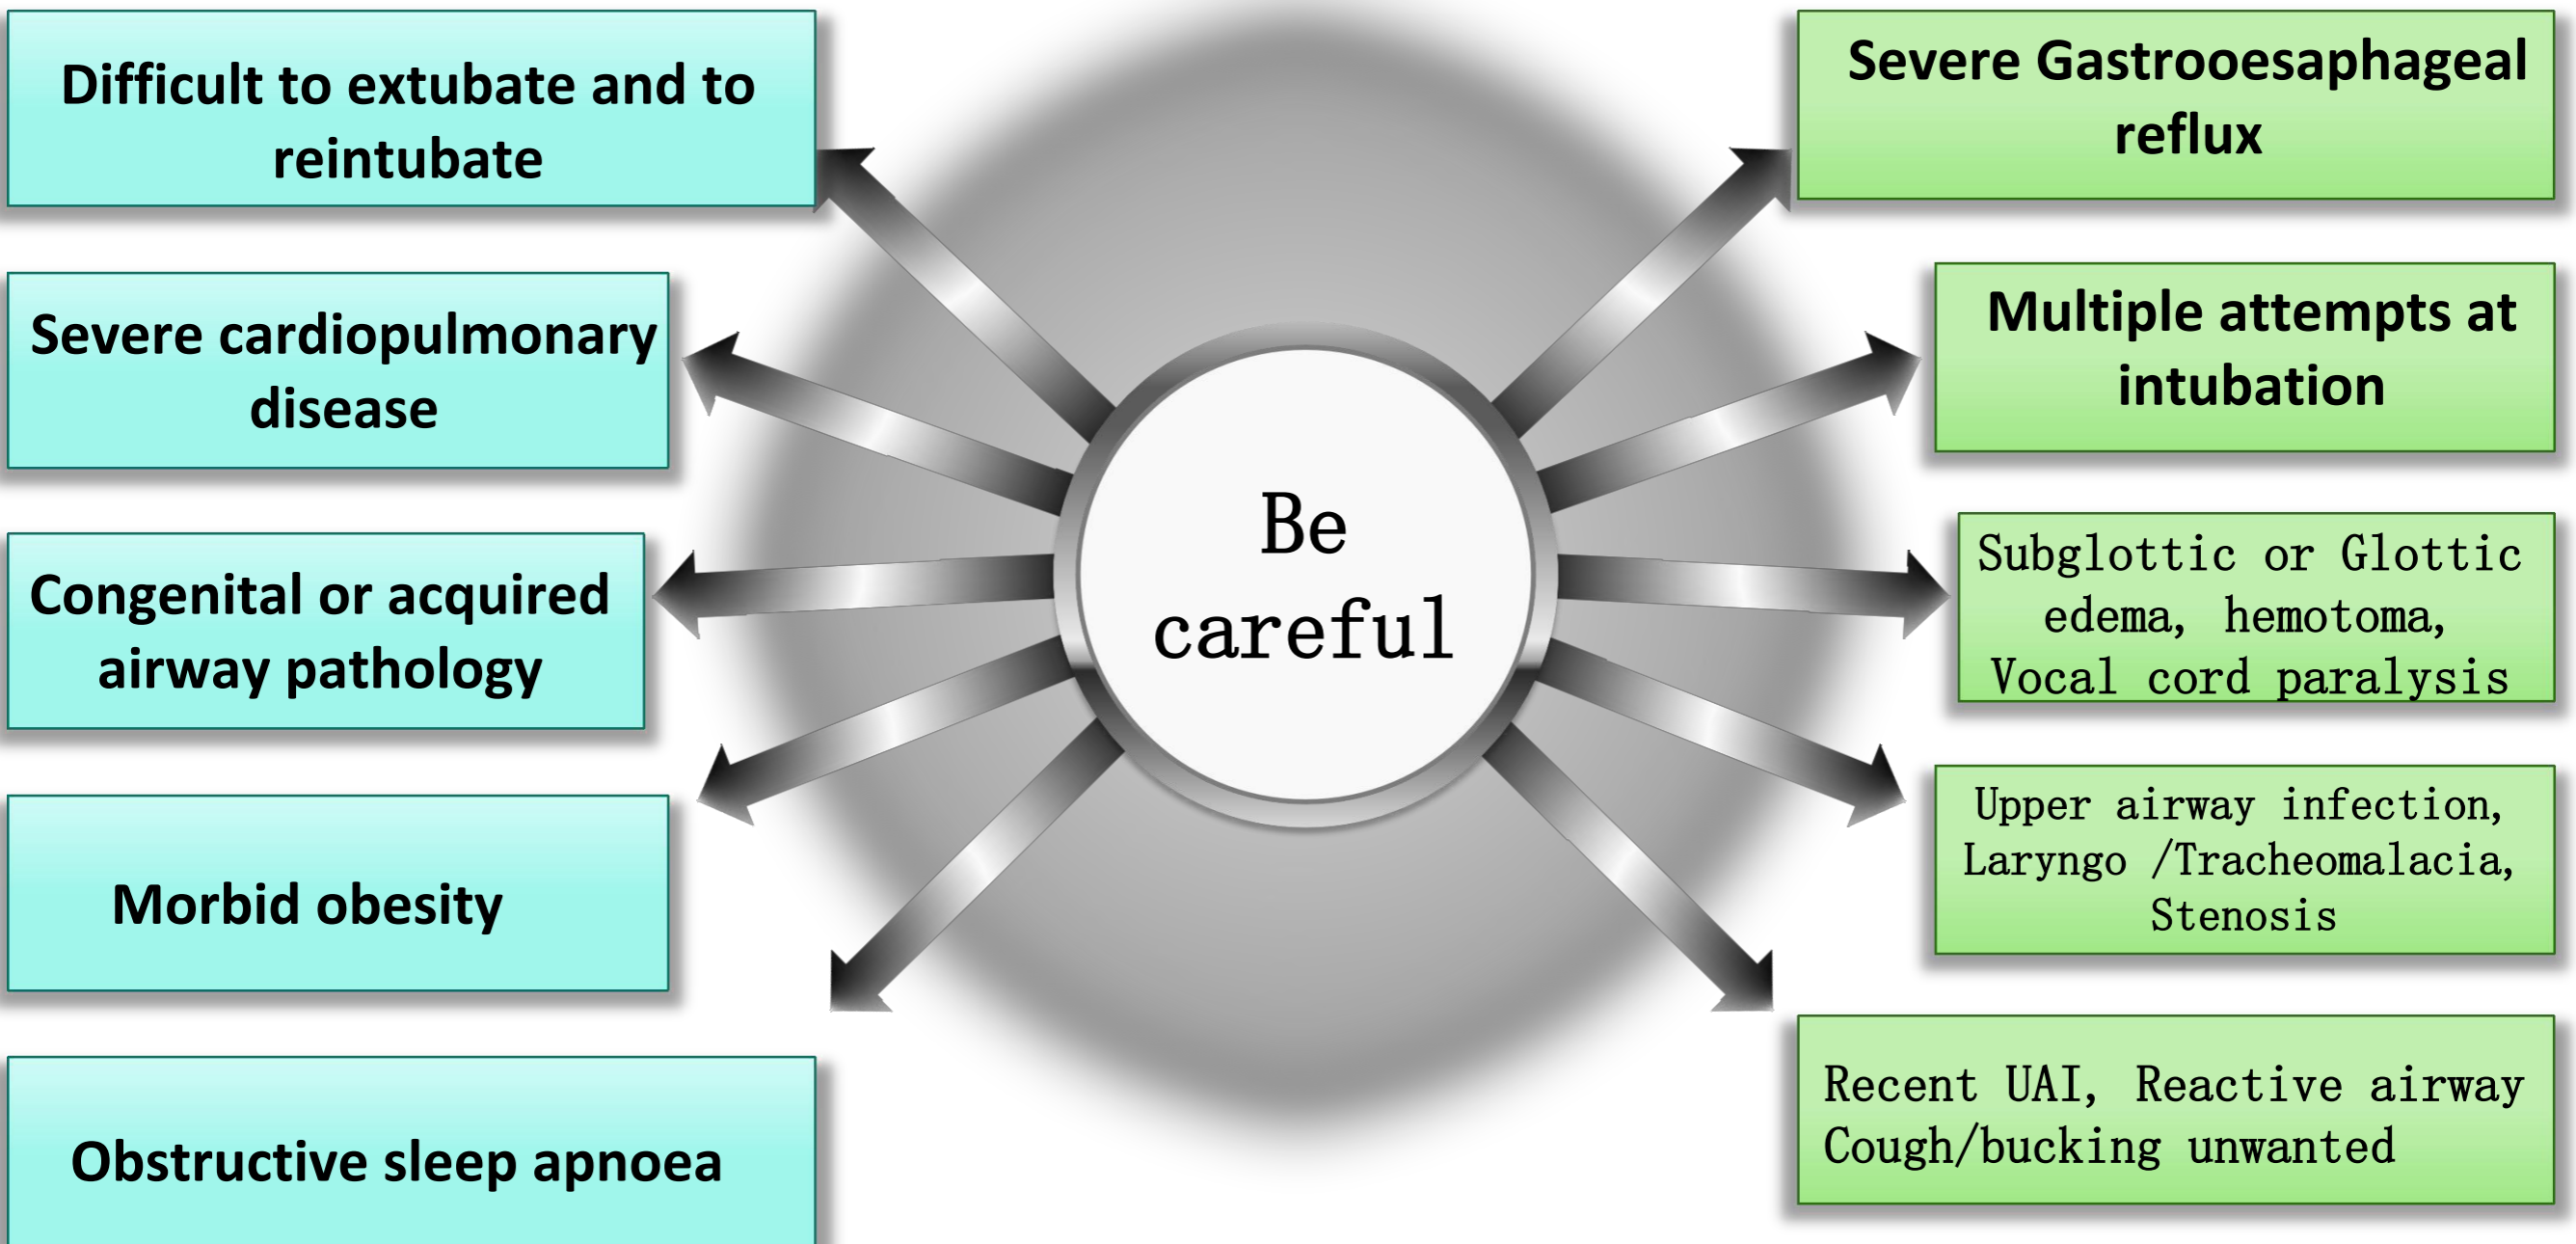 Difficult to extubate and to
reintubate
Severe cardiopulmonary
disease
Congenital or acquired
airway pathology
Morbid obesity
Obstructive sleep apnoea
Be
careful
Severe Gastrooesaphageal
reflux
Multiple attempts at
intubation
Subglottic or Glottic
edema, hemotoma,
Vocal cord paralysis
Upper airway infection,
Laryngo /Tracheomalacia,
Stenosis
Recent UAI, Reactive airway
Cough/bucking unwanted